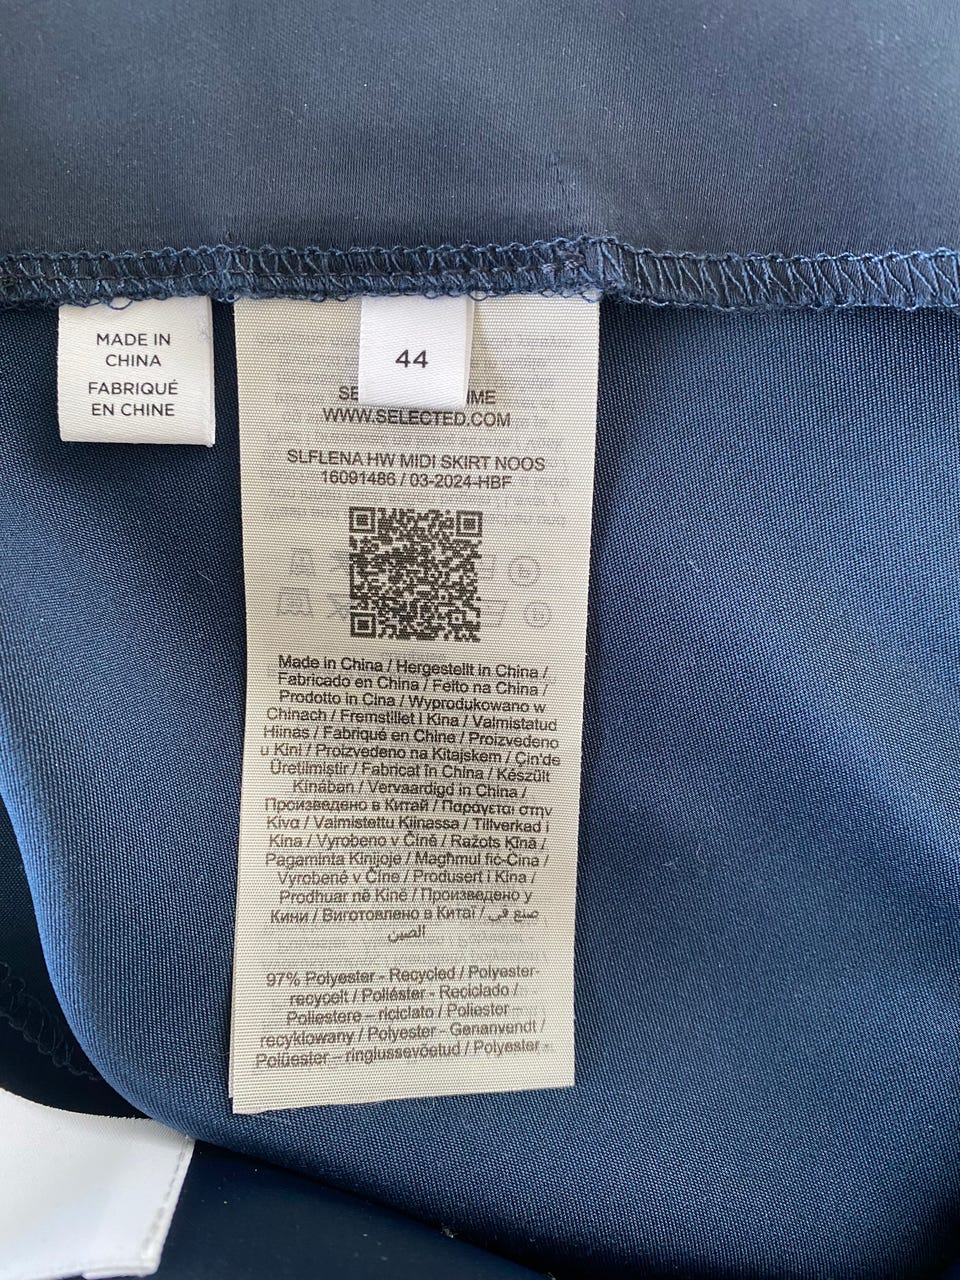 MADE IN
CHINA
FABRIQUÉ
EN CHINE
44
SE IME
WWW.SELECTED.COM
SLFLENA HW MIDI SKIRT NOOS
16091486 / 03-2024-HBF
Made in China / Hergestellt in China /
Fabricado en China / Feito na China /
Prodotto in Cina / Wyprodukowano w
Chinach / Fremstillet i Kina / Valmistatud
Hiinas / Fabriqué en Chine / Proizvedeno
u Kini / Proizvedeno na Kitajskem / Çin'de
Üretilmiştir / Fabricat în China / Készült
Kínában / Vervaardigd in China /
Произведено в Китай / Παράγεται στην
Κίνα / Valmistettu Kiinassa / Tillverkad i
Kina / Vyrobeno v Číně / Ražots Ķīnā /
Pagaminta Kinijoje / Magħmul fiċ-Ċina /
Vyrobené v Číne / Produsert i Kina /
Prodhuar në Kinë / Произведено у
Кини / Виготовлено в Китаї / صنع في
الصين
97% Polyester - Recycled / Polyester-
recycelt / Poliéster - Reciclado /
Poliestere – riciclato / Poliester –
recyklowany / Polyester - Genanvendt /
Polüester – ringlussevõetud / Polyester -